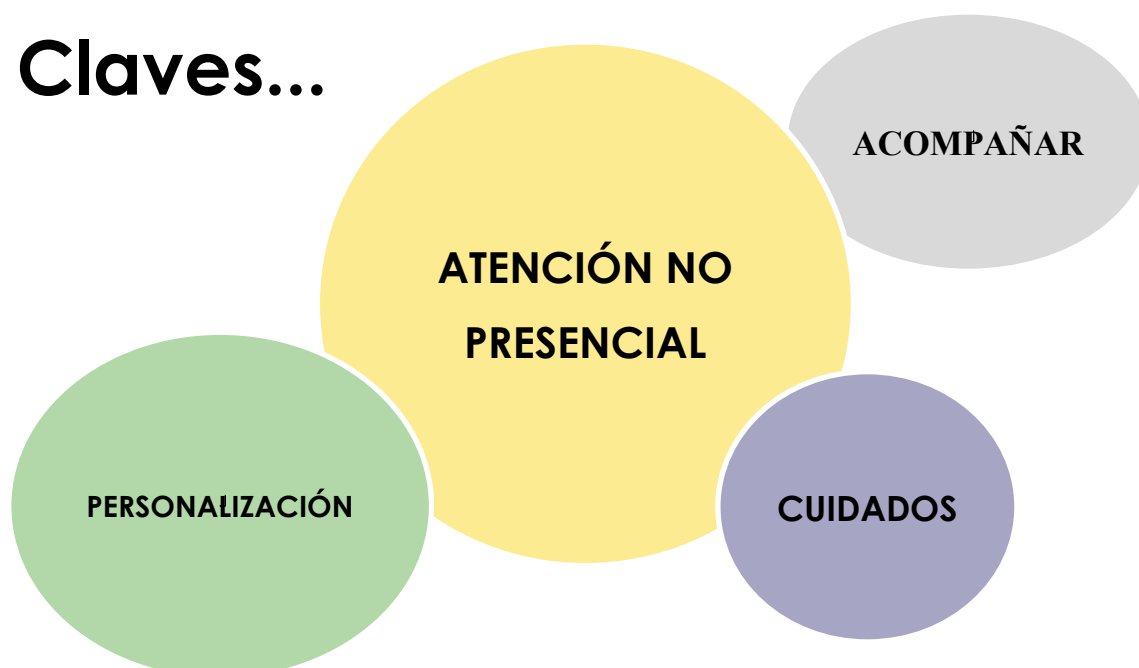 Claves...
ACOMPAÑAR
ATENCIÓN NO
PRESENCIAL
PERSONALIZACIÓN
CUIDADOS